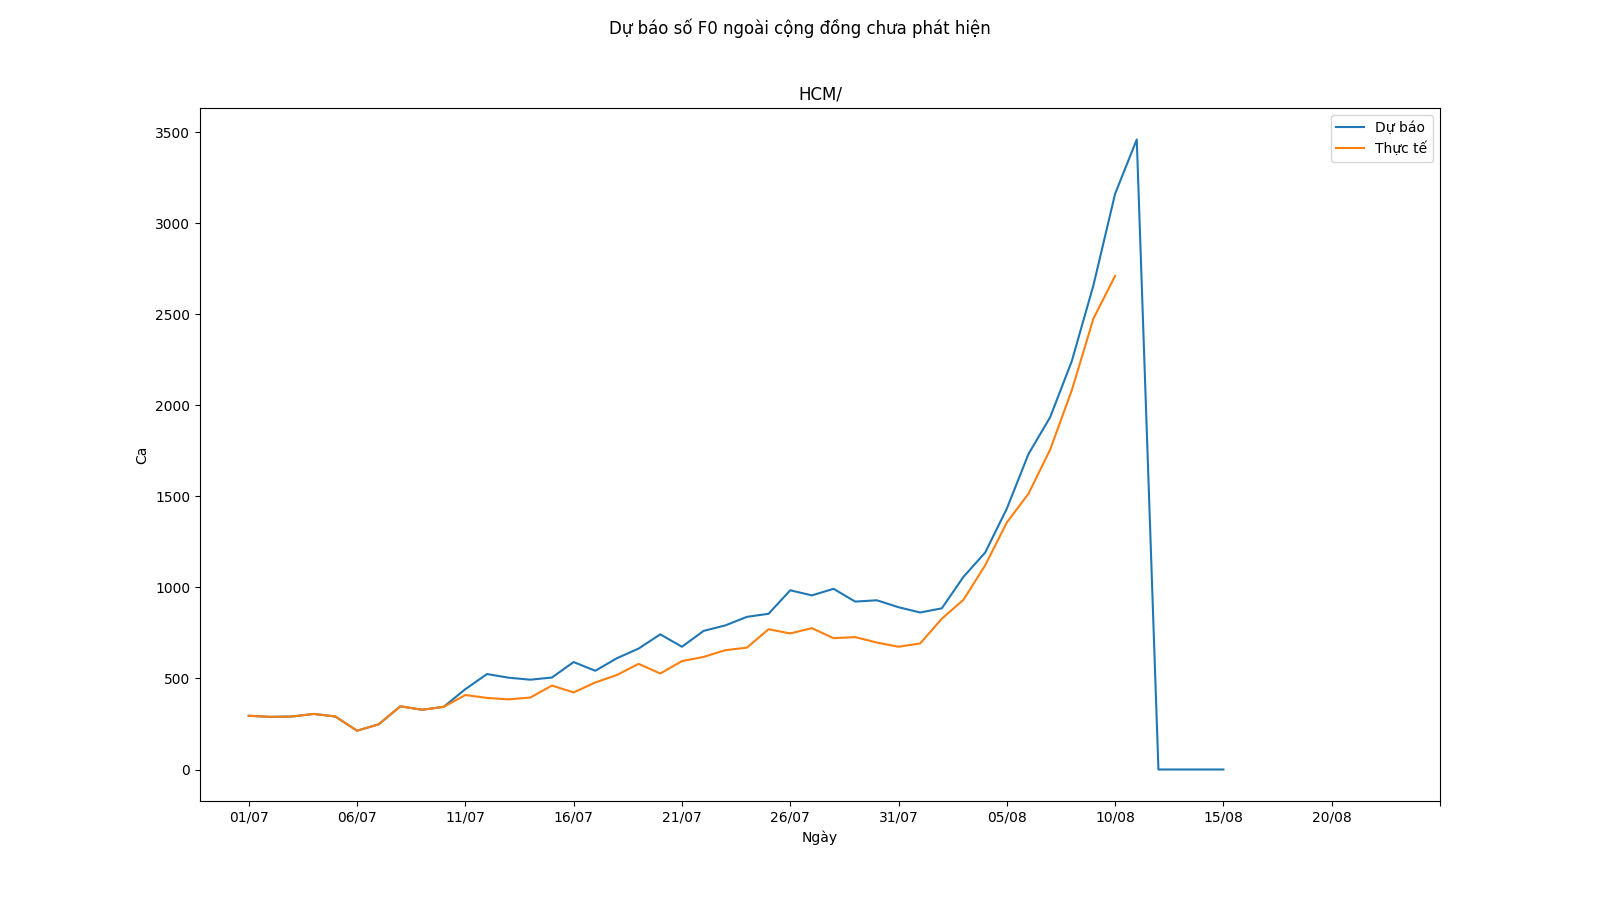 Dự báo số F0 ngoài cộng đồng chưa phát hiện
HCM/
Dự báo
Thực tế
3500
3000
2500
2000
1500
1000
500
0
Ca
01/07 06/07 11/07 16/07 21/07 26/07 31/07 05/08 10/08 15/08 20/08
Ngày